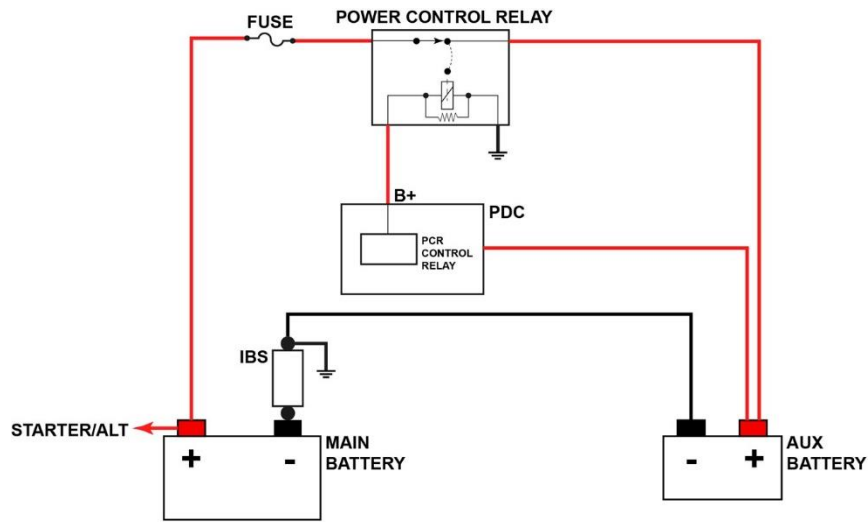 POWER CONTROL RELAY
FUSE
B+
PDC
PCR
CONTROL
RELAY
IBS
STARTER/ALT
+
-
MAIN
BATTERY
-
+
AUX
BATTERY